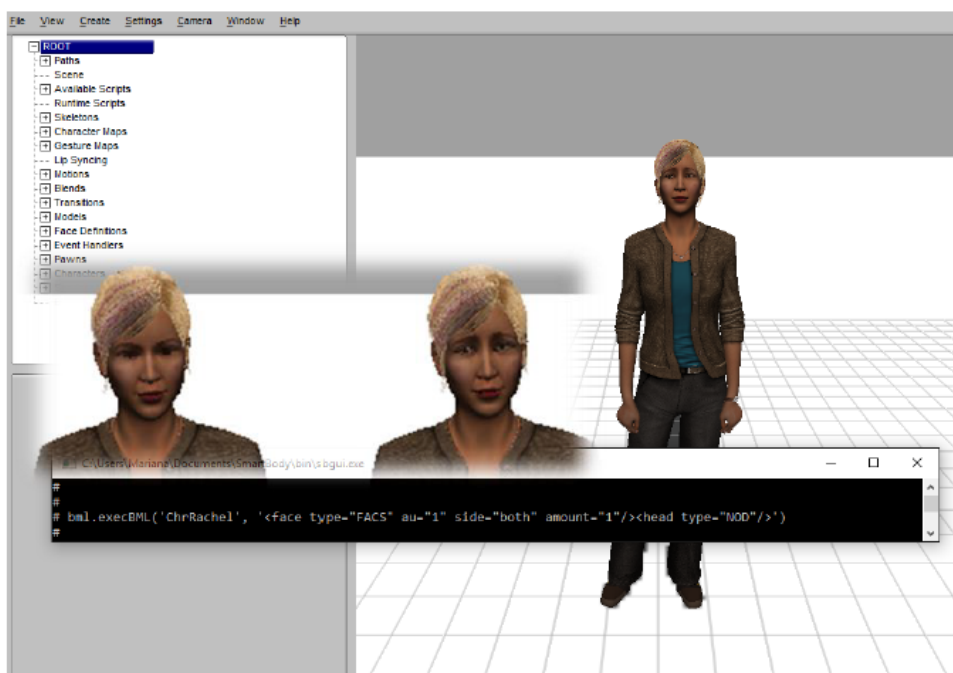 File View Create Settings Camera Window Help
ROOT
Paths
Scene
Available Scripts
Runtime Scripts
Skeletons
Character Maps
Gesture Maps
Lip Syncing
Motions
Blends
Transitions
Models
Face Definitions
Event Handlers
Pawns
Characters
C:\Users\Mariana\Documents\SmartBody\bin\sbgui.exe
#
#
# bml.execBML('ChrRachel', '<face type="FACS" au="1" side="both" amount="1"/><head type="NOD"/>')
#